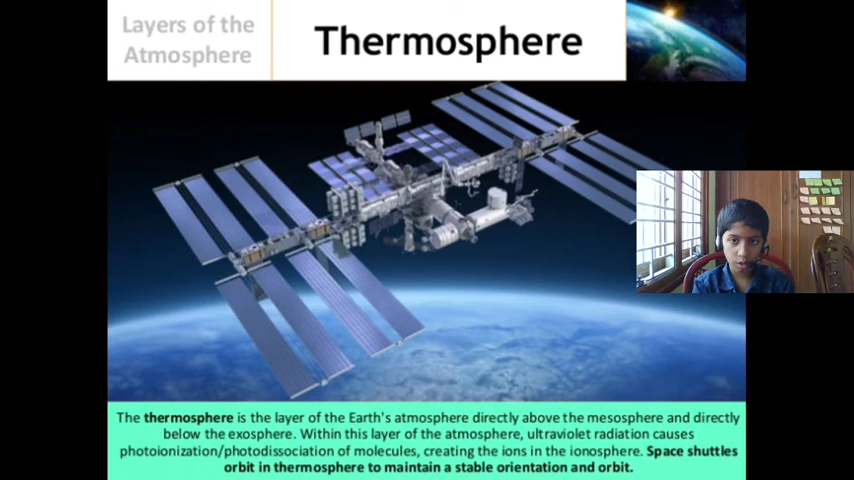 Layers of the
Atmosphere
Thermosphere
The thermosphere is the layer of the Earth's atmosphere directly above the mesosphere and directly
below the exosphere. Within this layer of the atmosphere, ultraviolet radiation causes
photoionization/photodissociation of molecules, creating the ions in the ionosphere. Space shuttles
orbit in thermosphere to maintain a stable orientation and orbit.